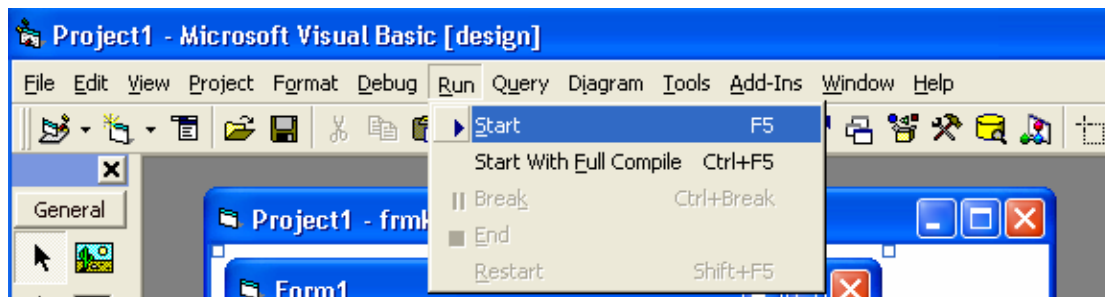 Project1 - Microsoft Visual Basic [design]
File Edit View Project Format Debug Run Query Diagram Tools Add-Ins Window Help
Start F5
Start With Full Compile Ctrl+F5
General
Project1 -
Break Ctrl+Break
End
Restart Shift+F5
Form1